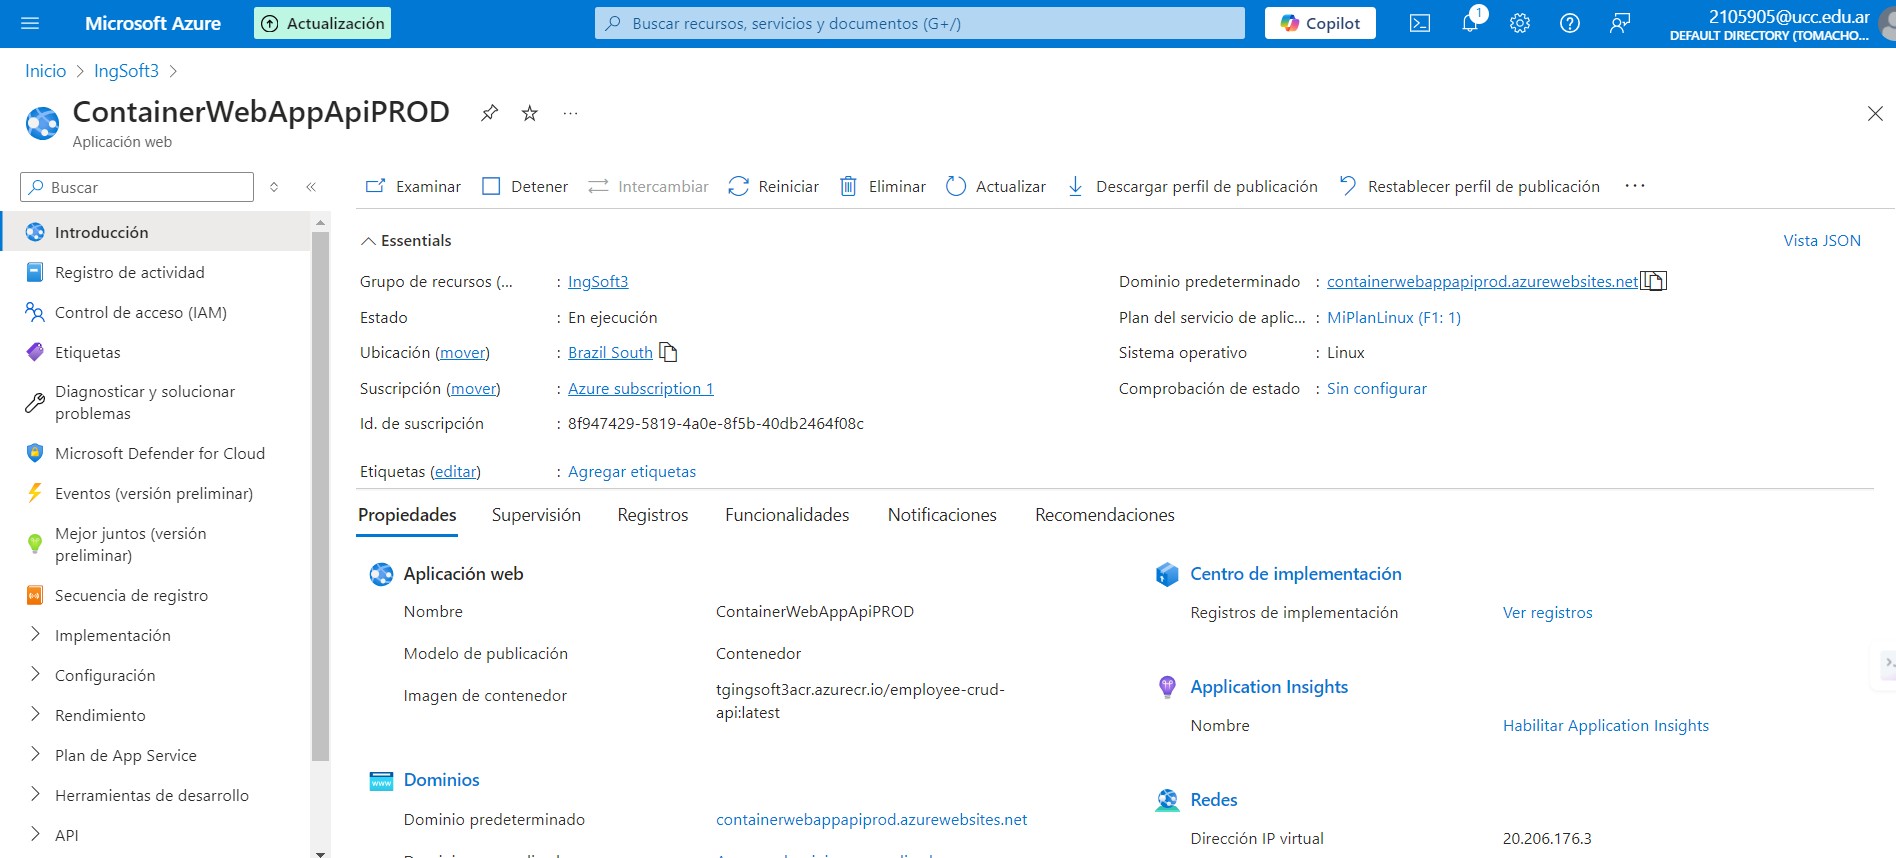 Microsoft Azure
Actualización
Buscar recursos, servicios y documentos (G+/)
Copilot
1
2105905@ucc.edu.ar
DEFAULT DIRECTORY (TOMACHO...
Inicio > IngSoft3 >
ContainerWebAppApiPROD
Aplicación web
Buscar
Introducción
Registro de actividad
Control de acceso (IAM)
Etiquetas
Diagnosticar y solucionar
problemas
Microsoft Defender for Cloud
Eventos (versión preliminar)
Mejor juntos (versión
preliminar)
Secuencia de registro
Implementación
Configuración
Rendimiento
Plan de App Service
Herramientas de desarrollo
API
Examinar Detener Intercambiar Reiniciar Eliminar Actualizar Descargar perfil de publicación Restablecer perfil de publicación ...
Essentials
Vista JSON
Grupo de recursos (... : IngSoft3
Estado : En ejecución
Ubicación (mover) : Brazil South
Suscripción (mover) : Azure subscription 1
Id. de suscripción : 8f947429-5819-4a0e-8f5b-40db2464f08c
Etiquetas (editar) : Agregar etiquetas
Dominio predeterminado : containerwebappapiprod.azurewebsites.net
Plan del servicio de aplic... : MiPlanLinux (F1: 1)
Sistema operativo : Linux
Comprobación de estado : Sin configurar
Propiedades Supervisión Registros Funcionalidades Notificaciones Recomendaciones
Aplicación web
Nombre ContainerWebAppApiPROD
Modelo de publicación Contenedor
Imagen de contenedor tgingsoft3acr.azurecr.io/employee-crud-
api:latest
Dominios
Dominio predeterminado containerwebappapiprod.azurewebsites.net
Centro de implementación
Registros de implementación Ver registros
Application Insights
Nombre Habilitar Application Insights
Redes
Dirección IP virtual 20.206.176.3